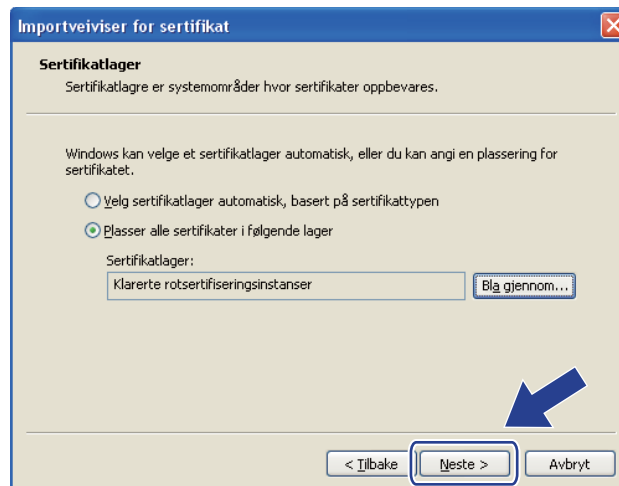 Importveiviser for sertifikat
Sertifikatlager
Sertifikatlagre er systemområder hvor sertifikater oppbevares.
Windows kan velge et sertifikatlager automatisk, eller du kan angi en plassering for
sertifikatet.
Velg sertifikatlager automatisk, basert på sertifikattypen
Plasser alle sertifikater i følgende lager
Sertifikatlager:
Klarerte rotsertifiseringsinstanser
Bla gjennom...
< Tilbake
Neste >
Avbryt